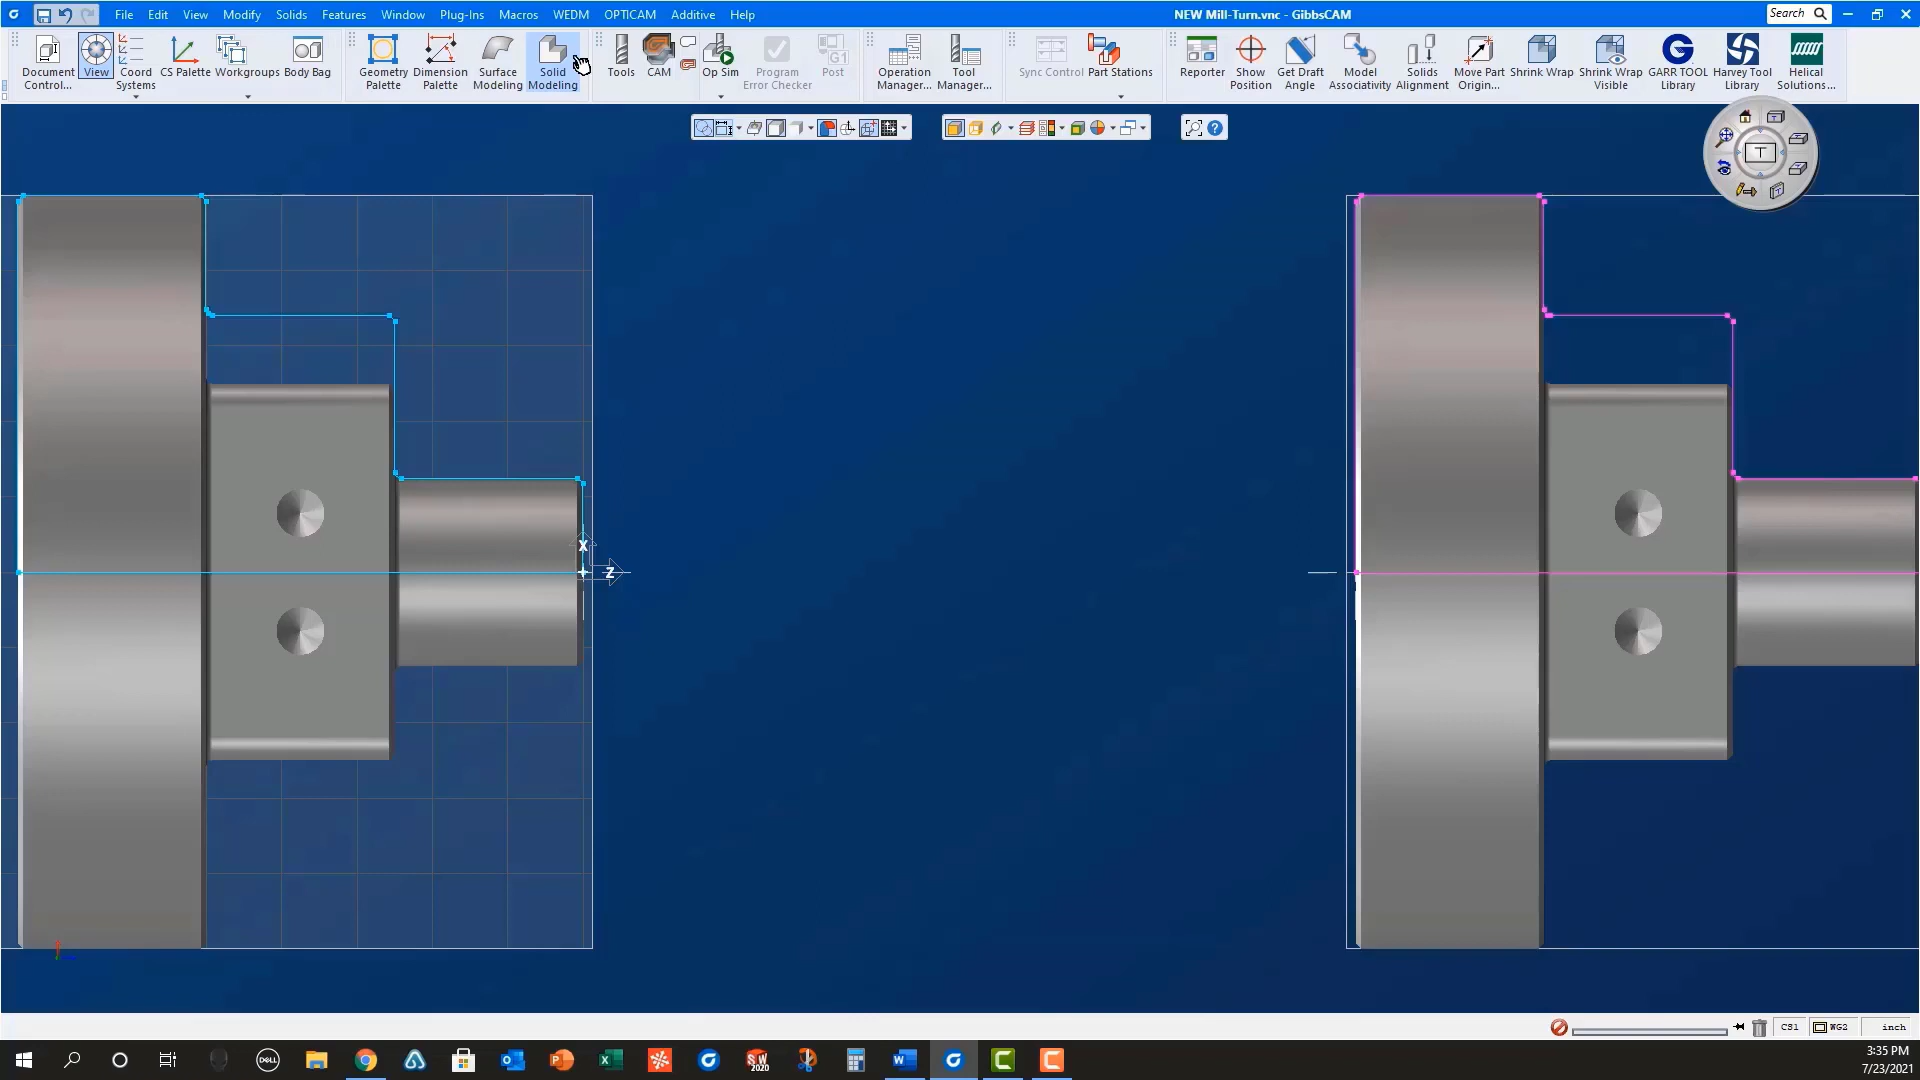 NEW Mill-Turn.vnc - GibbsCAM
Search
File Edit View Modify Solids Features Window Plug-Ins Macros WEDM OPTICAM Additive Help
Document Control...
View
Coord Systems
CS Palette
Workgroups
Body Bag
Geometry Palette
Dimension Palette
Surface Modeling
Solid Modeling
Tools
CAM
Op Sim
Program Error Checker
G1
Post
Operation Manager...
Tool Manager...
Sync Control
Part Stations
Reporter
Show Position
Get Draft Angle
Model Associativity
Solids Alignment
Move Part Origin...
Shrink Wrap
Shrink Wrap Visible
GARR TOOL Library
Harvey Tool Library
Helical Solutions...
T
X
Z
CS1
WG2
inch
DELL
SW
2020
3:35 PM
7/23/2021